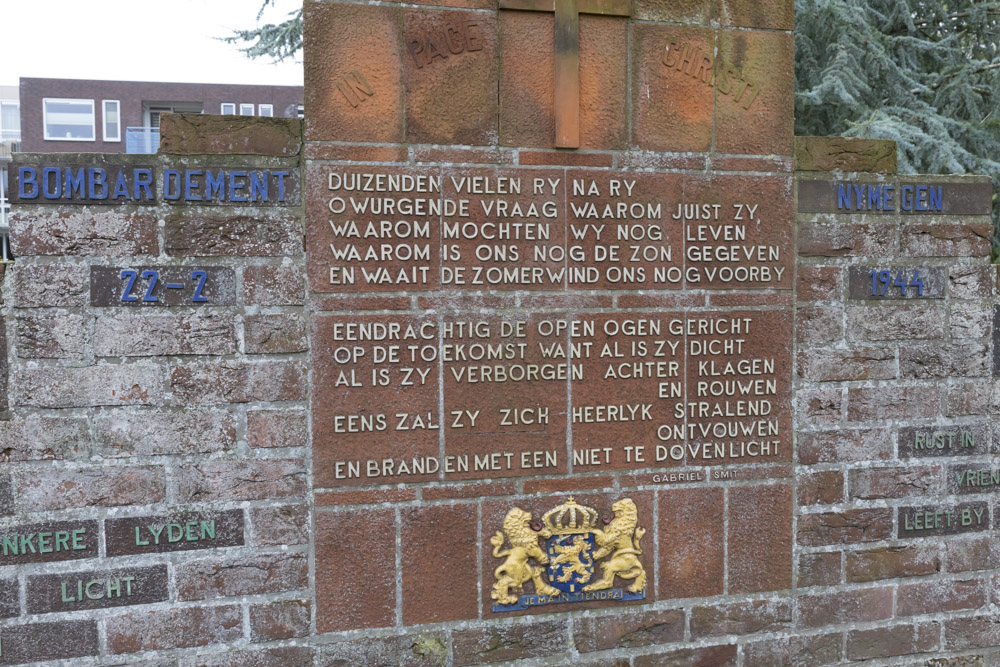 IN PACE CHRISTI
BOMBARDEMENT
NYMEGEN
22-2
1944
DUIZENDEN VIELEN RY NA RY
OWURGENDE VRAAG WAAROM JUIST ZY,
WAAROM MOCHTEN WY NOG LEVEN
WAAROM IS ONS NOG DE ZON GEGEVEN
EN WAAIT DE ZOMERWIND ONS NOG VOORBY
EENDRACHTIG DE OPEN OGEN GERICHT
OP DE TOEKOMST WANT AL IS ZY DICHT
AL IS ZY VERBORGEN ACHTER KLAGEN
EN ROUWEN
EENS ZAL ZY ZICH HEERLYK STRALEND
ONTVOUWEN
EN BRANDEN MET EEN NIET TE DOVEN LICHT
GABRIEL SMIT
NKERE LYDEN
LICHT
RUST IN
VRIEN
LEEFT BY
JE MAINTIENDRAI